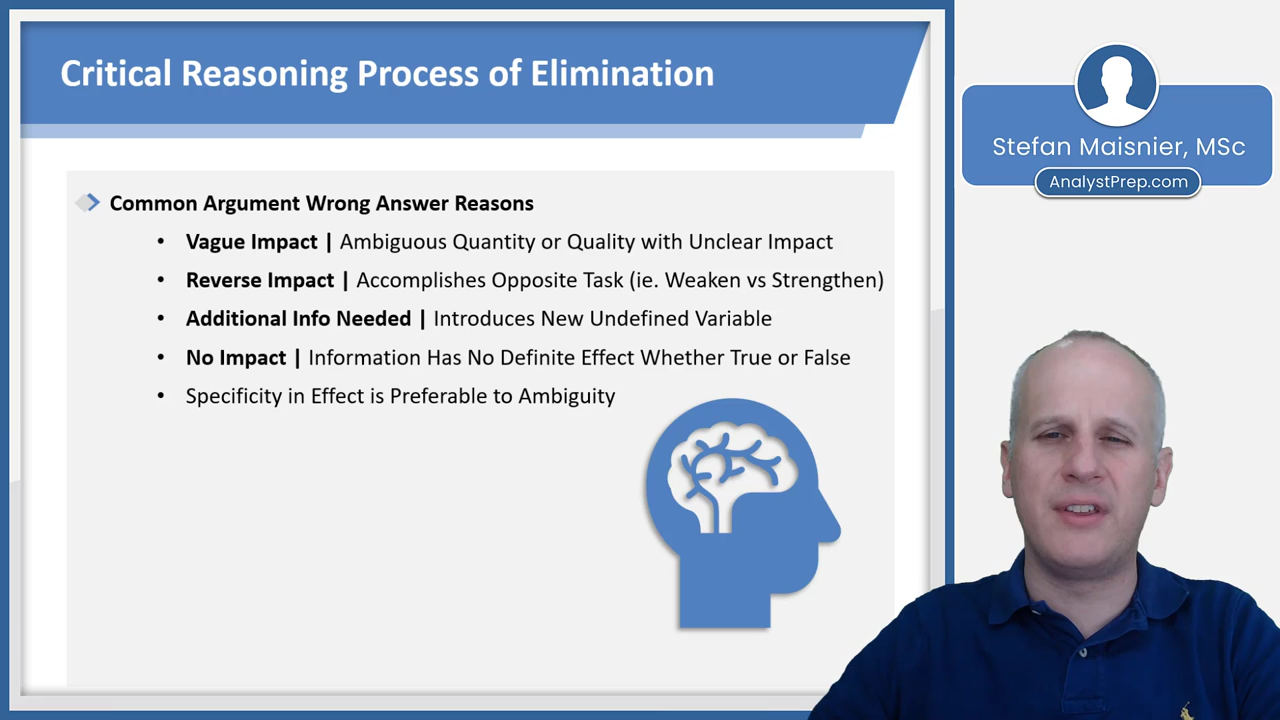 Critical Reasoning Process of Elimination
Stefan Maisnier, MSc
AnalystPrep.com
Common Argument Wrong Answer Reasons
• Vague Impact | Ambiguous Quantity or Quality with Unclear Impact
• Reverse Impact | Accomplishes Opposite Task (ie. Weaken vs Strengthen)
• Additional Info Needed | Introduces New Undefined Variable
• No Impact | Information Has No Definite Effect Whether True or False
• Specificity in Effect is Preferable to Ambiguity